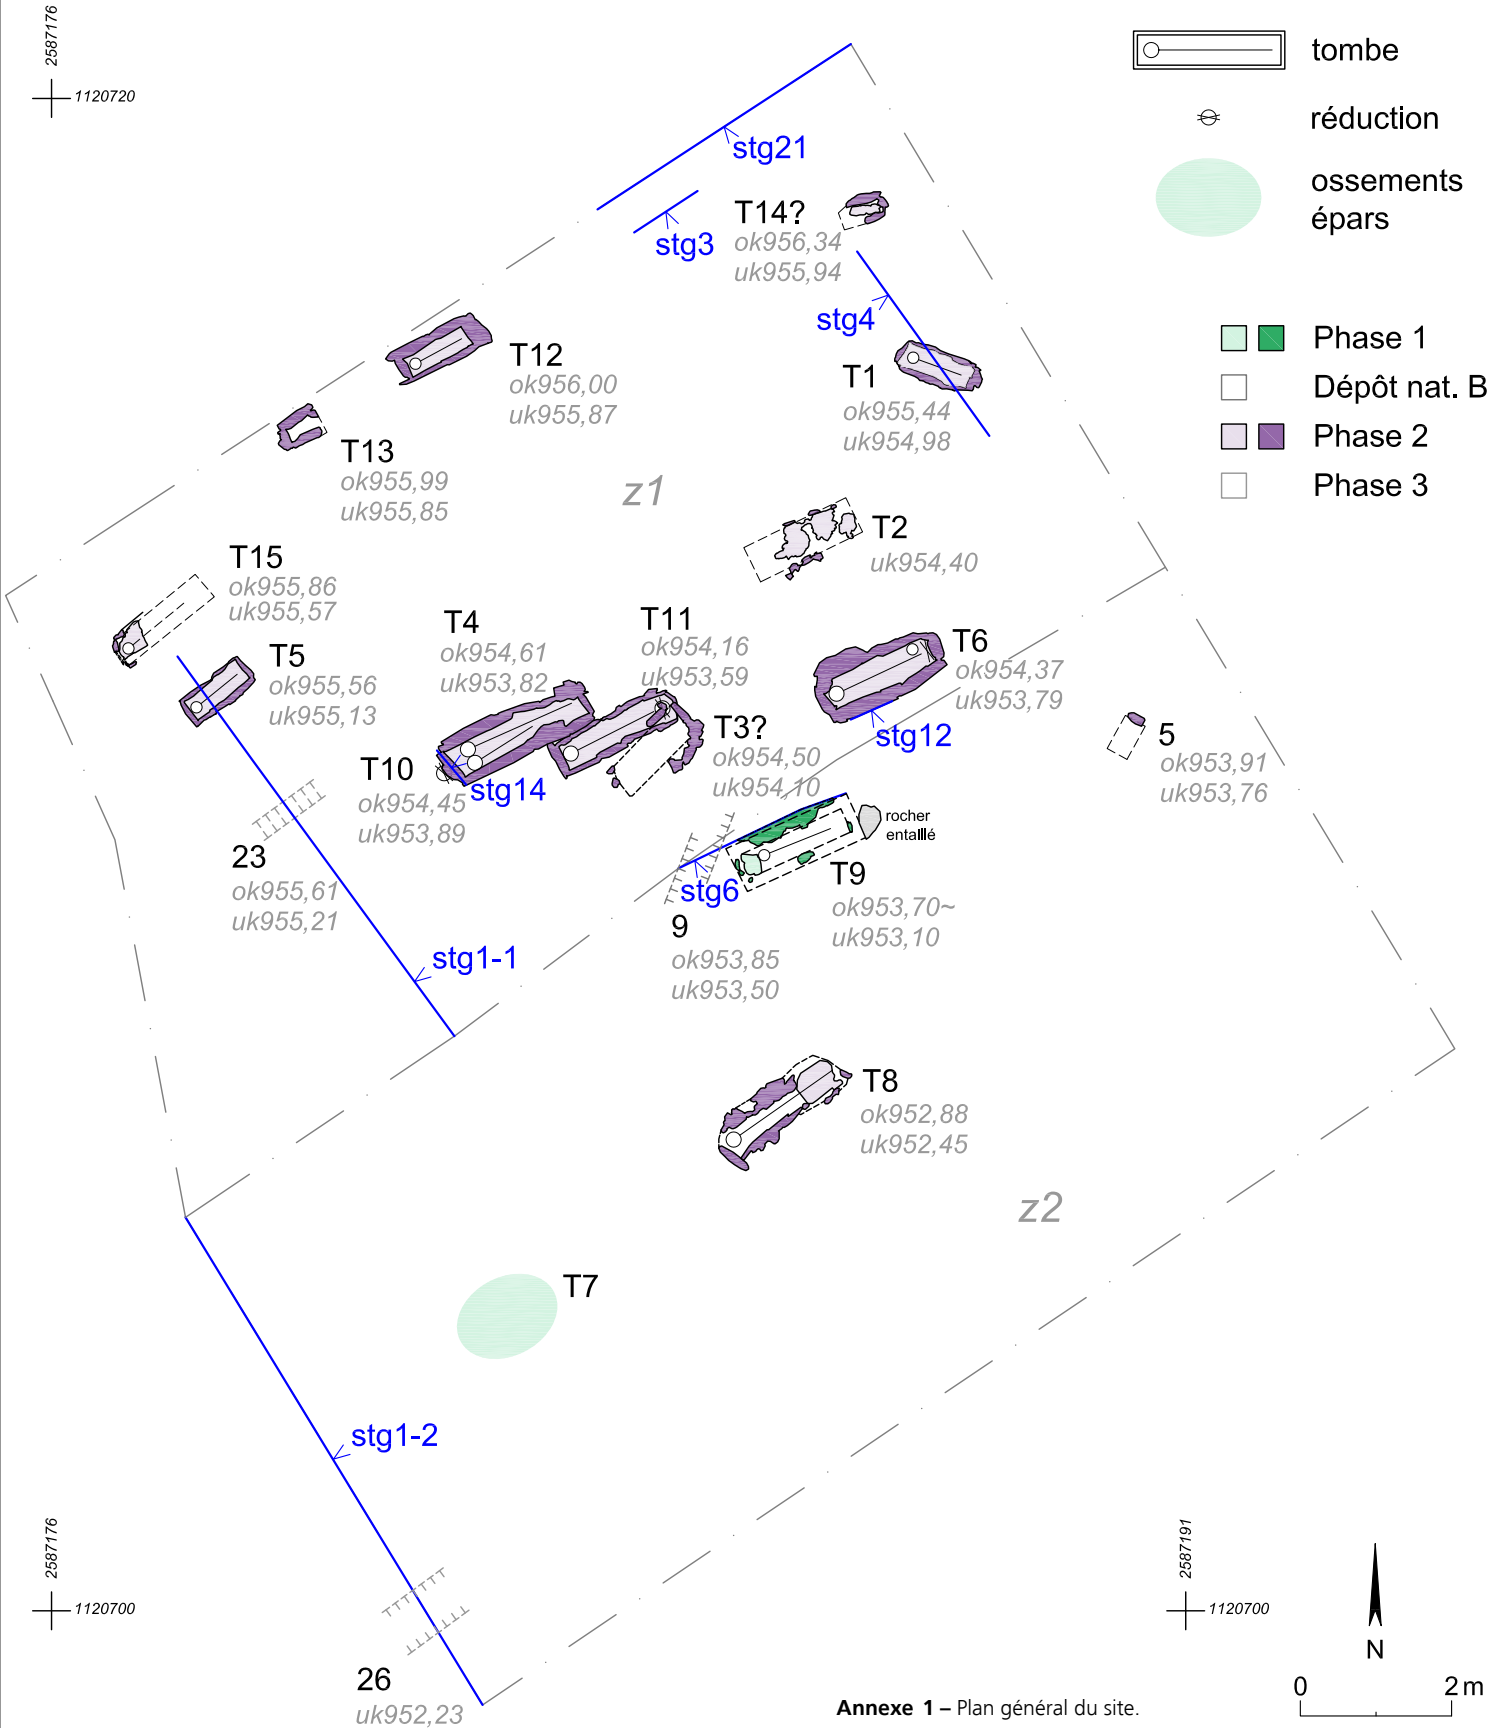 2587176
1120720
tombe
réduction
ossements
épars
Phase 1
Dépôt nat. B
Phase 2
Phase 3
stg21
stg3
T14?
ok956,34
uk955,94
stg4
T12
ok956,00
uk955,87
T1
ok955,44
uk954,98
T13
ok955,99
uk955,85
z1
T2
uk954,40
T15
ok955,86
uk955,57
T5
ok955,56
uk955,13
T4
ok954,61
uk953,82
T11
ok954,16
uk953,59
T6
ok954,37
uk953,79
stg12
T3?
ok954,50
uk954,10
5
ok953,91
uk953,76
T10
ok954,45
uk953,89
stg14
rocher
entaillé
23
ok955,61
uk955,21
stg6
T9
ok953,70~
uk953,10
9
ok953,85
uk953,50
stg1-1
T8
ok952,88
uk952,45
z2
T7
stg1-2
2587176
1120700
2587191
1120700
N
26
uk952,23
0 2 m
Annexe 1 – Plan général du site.